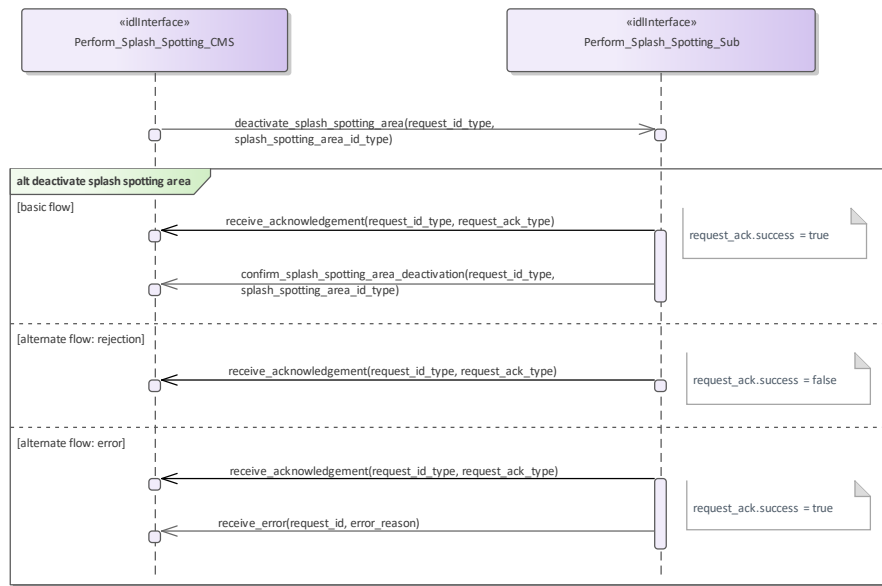 «idlInterface»
Perform_Splash_Spotting_CMS
«idlInterface»
Perform_Splash_Spotting_Sub
deactivate_splash_spotting_area(request_id_type,
splash_spotting_area_id_type)
alt deactivate splash spotting area
[basic flow]
receive_acknowledgement(request_id_type, request_ack_type)
request_ack.success = true
confirm_splash_spotting_area_deactivation(request_id_type,
splash_spotting_area_id_type)
[alternate flow: rejection]
receive_acknowledgement(request_id_type, request_ack_type)
request_ack.success = false
[alternate flow: error]
receive_acknowledgement(request_id_type, request_ack_type)
request_ack.success = true
receive_error(request_id, error_reason)